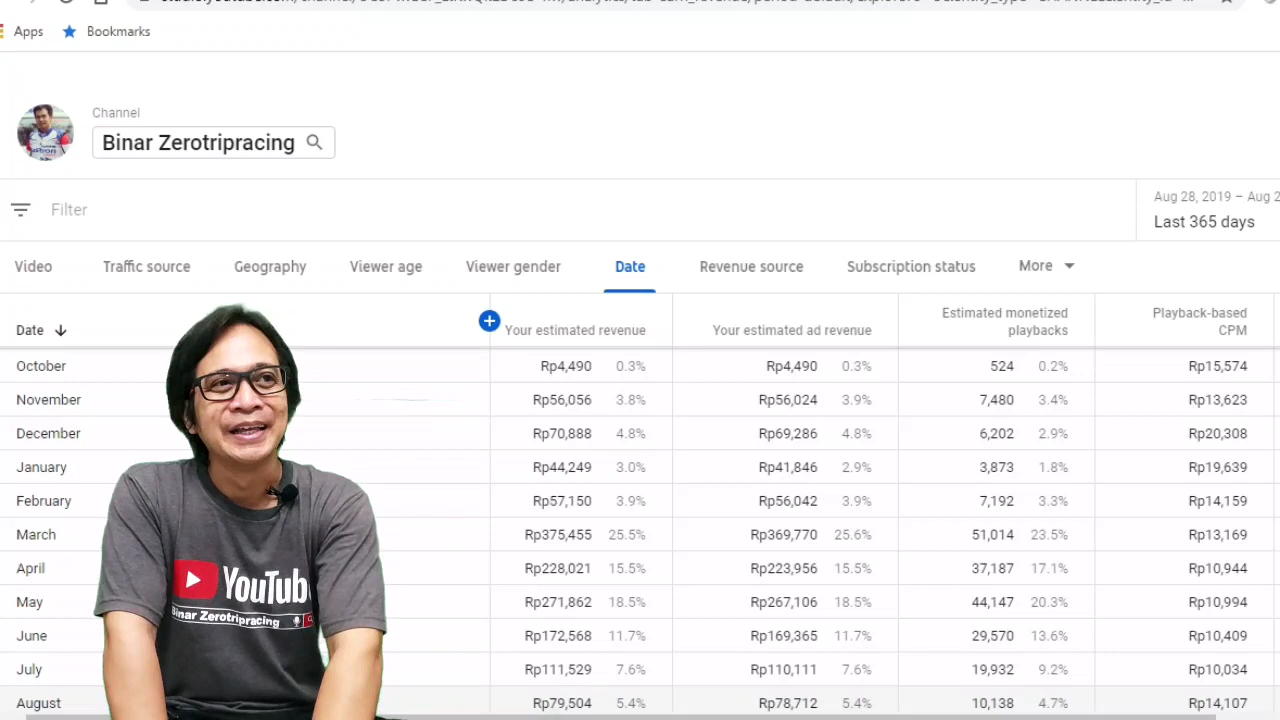 Apps Bookmarks
Channel
Binar Zerotripracing
Filter
Aug 28, 2019 – Aug 2
Last 365 days
Video Traffic source Geography Viewer age Viewer gender Date Revenue source Subscription status More
Date Your estimated revenue Your estimated ad revenue Estimated monetized playbacks Playback-based CPM
October Rp4,490 0.3% Rp4,490 0.3% 524 0.2% Rp15,574
November Rp56,056 3.8% Rp56,024 3.9% 7,480 3.4% Rp13,623
December Rp70,888 4.8% Rp69,286 4.8% 6,202 2.9% Rp20,308
January Rp44,249 3.0% Rp41,846 2.9% 3,873 1.8% Rp19,639
February Rp57,150 3.9% Rp56,042 3.9% 7,192 3.3% Rp14,159
March Rp375,455 25.5% Rp369,770 25.6% 51,014 23.5% Rp13,169
April Rp228,021 15.5% Rp223,956 15.5% 37,187 17.1% Rp10,944
May Rp271,862 18.5% Rp267,106 18.5% 44,147 20.3% Rp10,994
June Rp172,568 11.7% Rp169,365 11.7% 29,570 13.6% Rp10,409
July Rp111,529 7.6% Rp110,111 7.6% 19,932 9.2% Rp10,034
August Rp79,504 5.4% Rp78,712 5.4% 10,138 4.7% Rp14,107
YouTub
Binar Zerotripracing